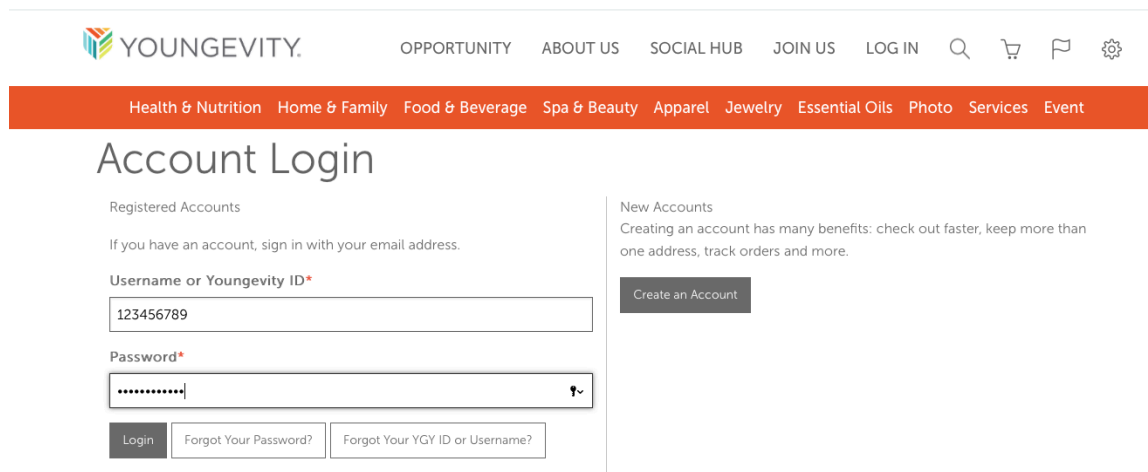 YOUNGEVITY.
OPPORTUNITY ABOUT US SOCIAL HUB JOIN US LOG IN
Health & Nutrition Home & Family Food & Beverage Spa & Beauty Apparel Jewelry Essential Oils Photo Services Event
Account Login
Registered Accounts
If you have an account, sign in with your email address.
Username or Youngevity ID*
123456789
Password*
••••••••••••
Login Forgot Your Password? Forgot Your YGY ID or Username?
New Accounts
Creating an account has many benefits: check out faster, keep more than
one address, track orders and more.
Create an Account